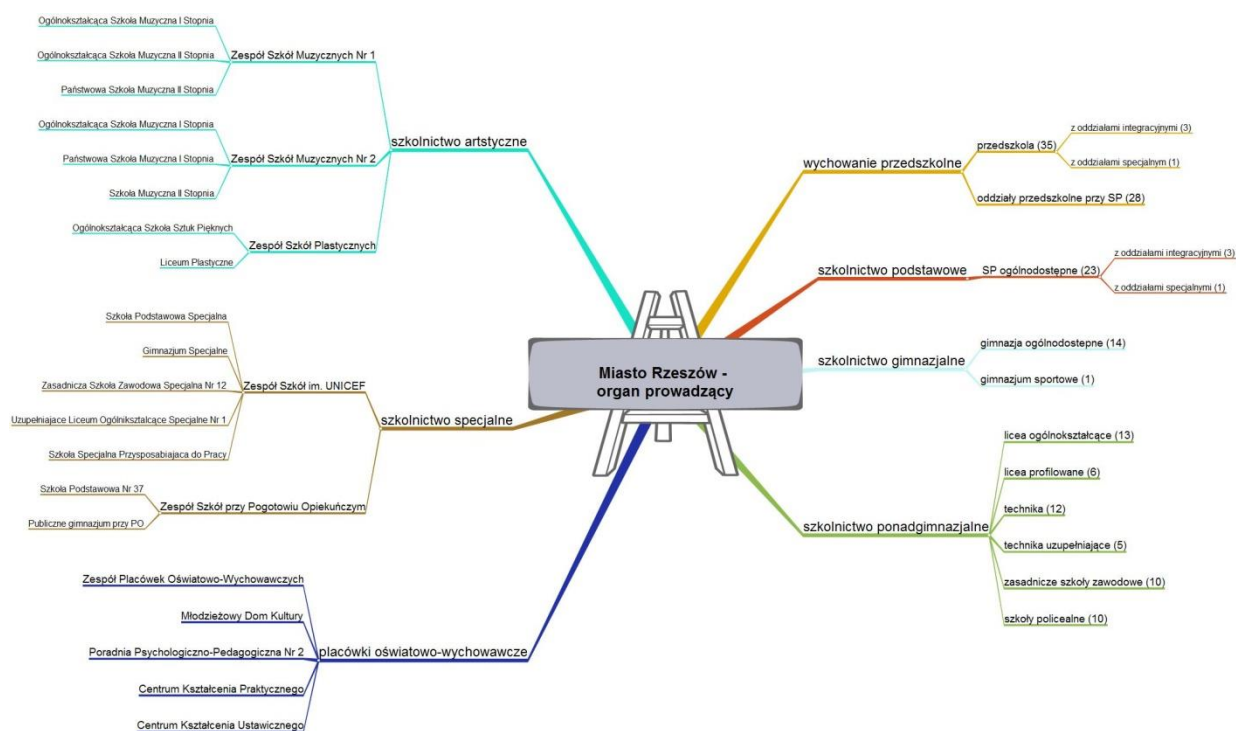 Miasto Rzeszów -
organ prowadzący
szkolnictwo artstyczne
Zespół Szkół Muzycznych Nr 1
Ogólnokształcąca Szkoła Muzyczna I Stopnia
Ogólnokształcąca Szkoła Muzyczna II Stopnia
Państwowa Szkoła Muzyczna II Stopnia
Zespół Szkół Muzycznych Nr 2
Ogólnokształcąca Szkoła Muzyczna I Stopnia
Państwowa Szkoła Muzyczna I Stopnia
Szkoła Muzyczna II Stopnia
Zespół Szkół Plastycznych
Ogólnokształcąca Szkoła Sztuk Pięknych
Liceum Plastyczne
szkolnictwo specjalne
Zespół Szkół im. UNICEF
Szkoła Podstawowa Specjalna
Gimnazjum Specjalne
Zasadnicza Szkoła Zawodowa Specjalna Nr 12
Uzupełniające Liceum Ogólnikształcące Specjalne Nr 1
Szkoła Specjalna Przysposabiajaca do Pracy
Zespół Szkół przy Pogotowiu Opiekuńczym
Szkoła Podstawowa Nr 37
Publiczne gimnazjum przy PO
placówki oświatowo-wychowawcze
Zespół Placówek Oświatowo-Wychowawczych
Młodzieżowy Dom Kultury
Poradnia Psychologiczno-Pedagogiczna Nr 2
Centrum Kształcenia Praktycznego
Centrum Kształcenia Ustawicznego
wychowanie przedszkolne
przedszkola (35)
z oddziałami integracyjnymi (3)
z oddziałami specjalnym (1)
oddziały przedszkolne przy SP (28)
szkolnictwo podstawowe
SP ogólnodostępne (23)
z oddziałami integracyjnymi (3)
z oddziałami specjalnymi (1)
szkolnictwo gimnazjalne
gimnazja ogólnodostepne (14)
gimnazjum sportowe (1)
szkolnictwo ponadgimnazjalne
licea ogólnokształcące (13)
licea profilowane (6)
technika (12)
technika uzupełniające (5)
zasadnicze szkoły zawodowe (10)
szkoły policealne (10)